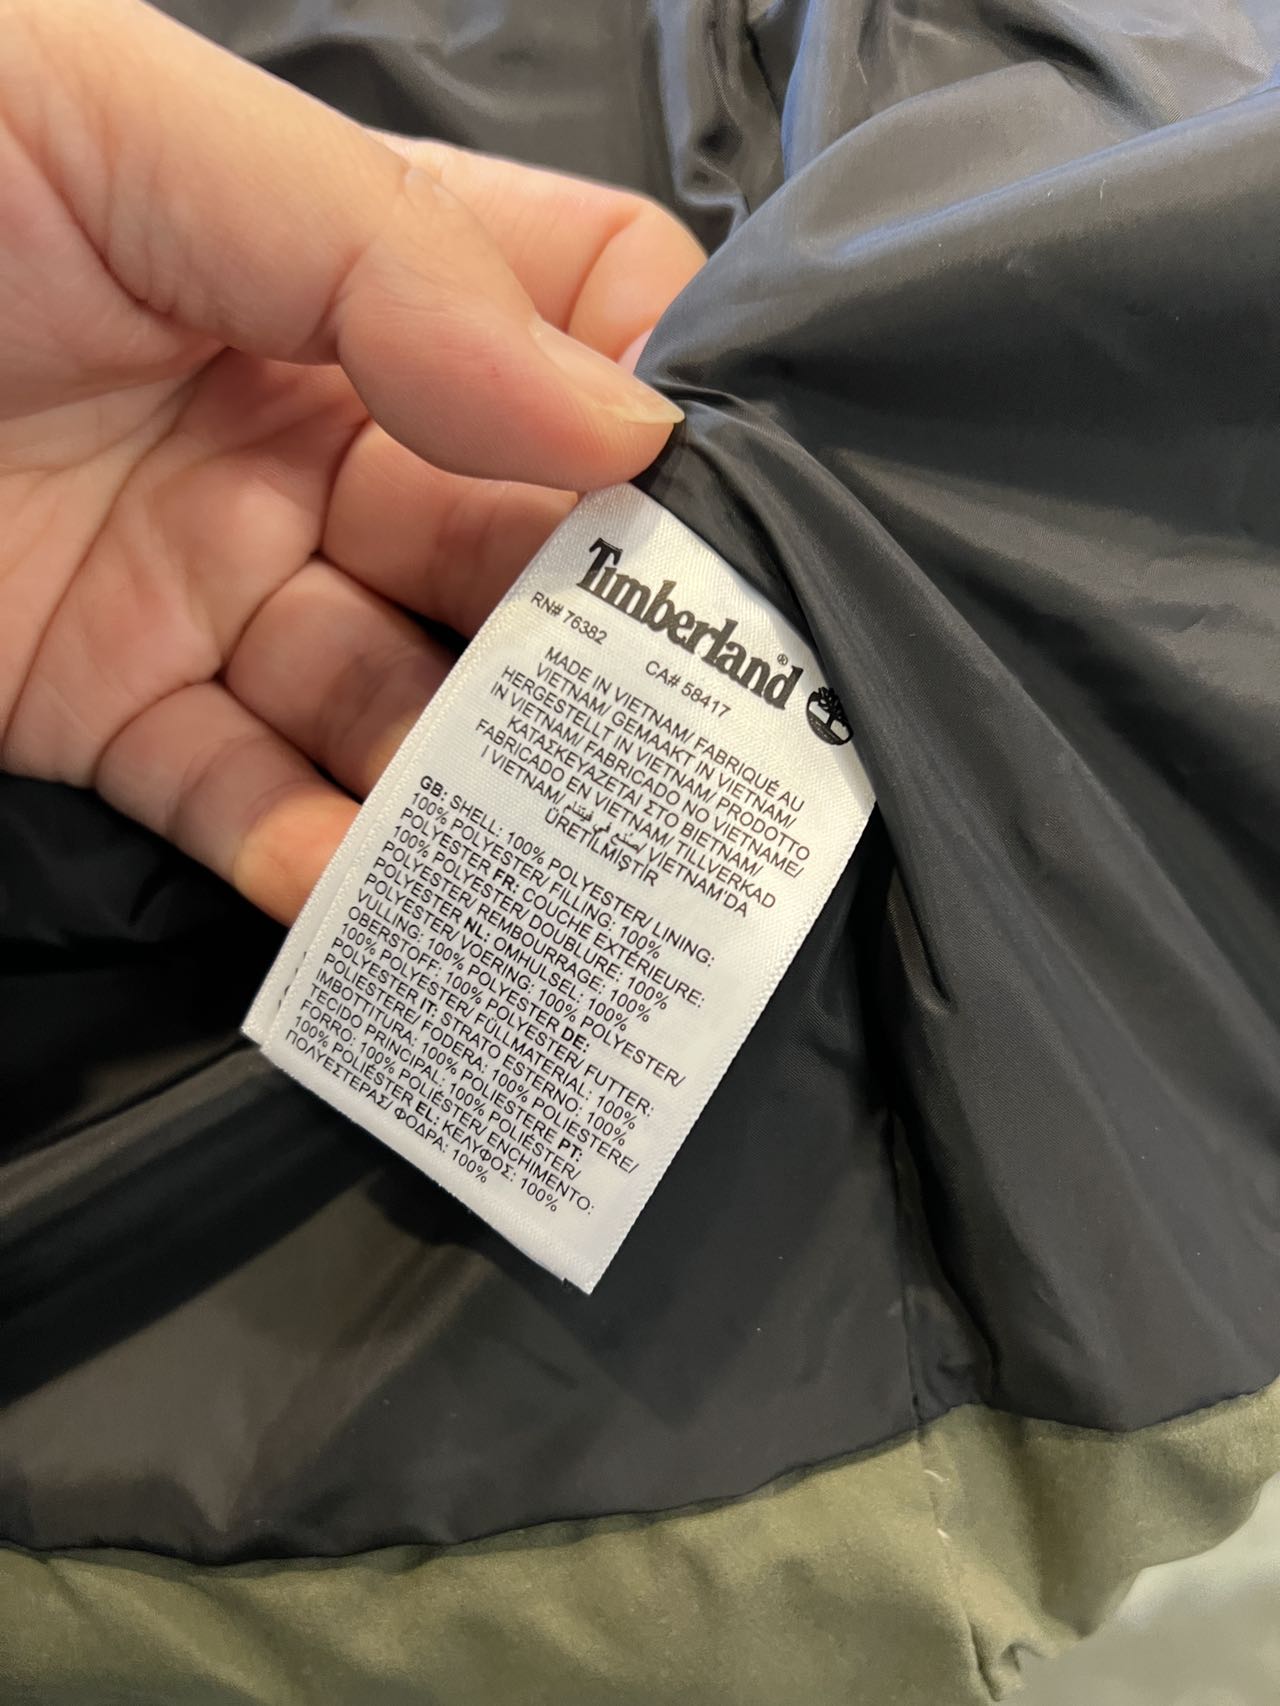 Timberland®
RN# 76382 CA# 58417
MADE IN VIETNAM/ FABRIQUÉ AU
VIETNAM/ GEMAAKT IN VIETNAM/
HERGESTELLT IN VIETNAM/ PRODOTTO
IN VIETNAM/ FABRICADO NO VIETNAME/
ΚΑΤΑΣΚΕΥΑΖΕΤΑΙ ΣΤΟ ΒΙΕΤΝΑΜ/
FABRICADO EN VIETNAM/ TILLVERKAD
I VIETNAM/ اصنع في فيتنام/ VIETNAM'DA
ÜRETİLMİŞTİR
GB: SHELL: 100% POLYESTER/ LINING:
100% POLYESTER/ FILLING: 100%
POLYESTER FR: COUCHE EXTÉRIEURE:
100% POLYESTER/ DOUBLURE: 100%
POLYESTER/ REMBOURRAGE: 100%
POLYESTER NL: OMHULSEL: 100%
POLYESTER/ VOERING: 100% POLYESTER/
VULLING: 100% POLYESTER DE:
OBERSTOFF: 100% POLYESTER/ FUTTER:
100% POLYESTER/ FÜLLMATERIAL: 100%
POLYESTER IT: STRATO ESTERNO: 100%
POLIESTERE/ FODERA: 100% POLIESTERE/
IMBOTTITURA: 100% POLIESTERE PT:
TECIDO PRINCIPAL: 100% POLIÉSTER/
FORRO: 100% POLIÉSTER/ ENCHIMENTO:
100% POLIÉSTER EL: ΚΕΛΥΦΟΣ: 100%
ΠΟΛΥΕΣΤΕΡΑΣ/ ΦΟΔΡΑ: 100%